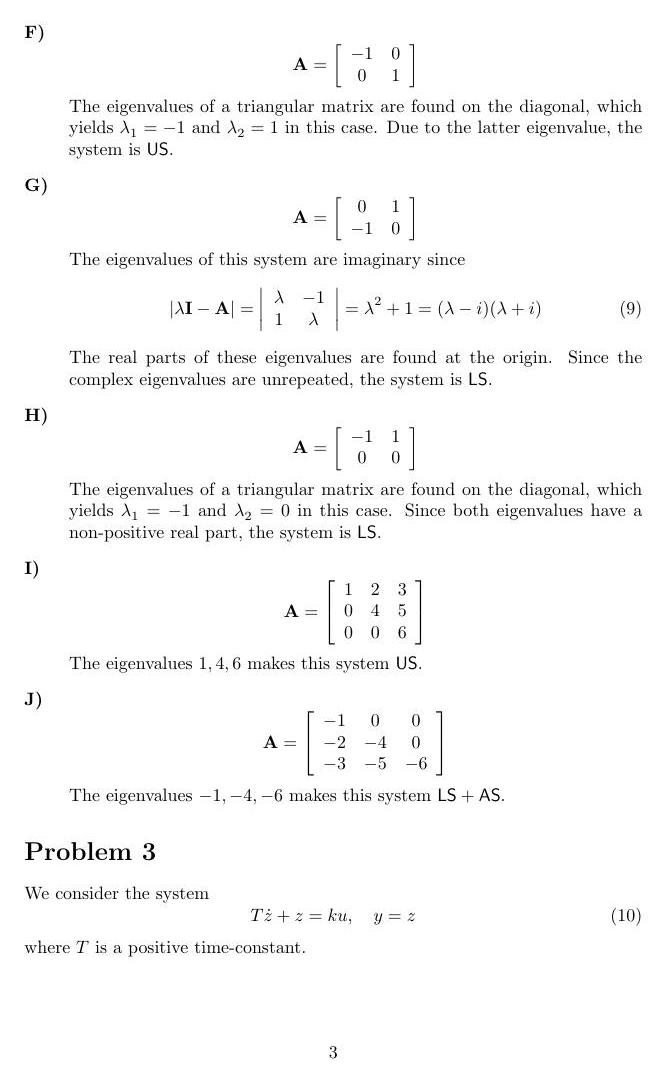 F)
A = [ −1 0
0 1 ]
The eigenvalues of a triangular matrix are found on the diagonal, which
yields λ₁ = −1 and λ₂ = 1 in this case. Due to the latter eigenvalue, the
system is US.
G)
A = [ 0 1
−1 0 ]
The eigenvalues of this system are imaginary since
|λI − A| = | λ −1
1 λ | = λ² + 1 = (λ − i)(λ + i) (9)
The real parts of these eigenvalues are found at the origin. Since the
complex eigenvalues are unrepeated, the system is LS.
H)
A = [ −1 1
0 0 ]
The eigenvalues of a triangular matrix are found on the diagonal, which
yields λ₁ = −1 and λ₂ = 0 in this case. Since both eigenvalues have a
non-positive real part, the system is LS.
I)
A = [ 1 2 3
0 4 5
0 0 6 ]
The eigenvalues 1, 4, 6 makes this system US.
J)
A = [ −1 0 0
−2 −4 0
−3 −5 −6 ]
The eigenvalues −1, −4, −6 makes this system LS + AS.
Problem 3
We consider the system
Tż + z = ku, y = z (10)
where T is a positive time-constant.
3